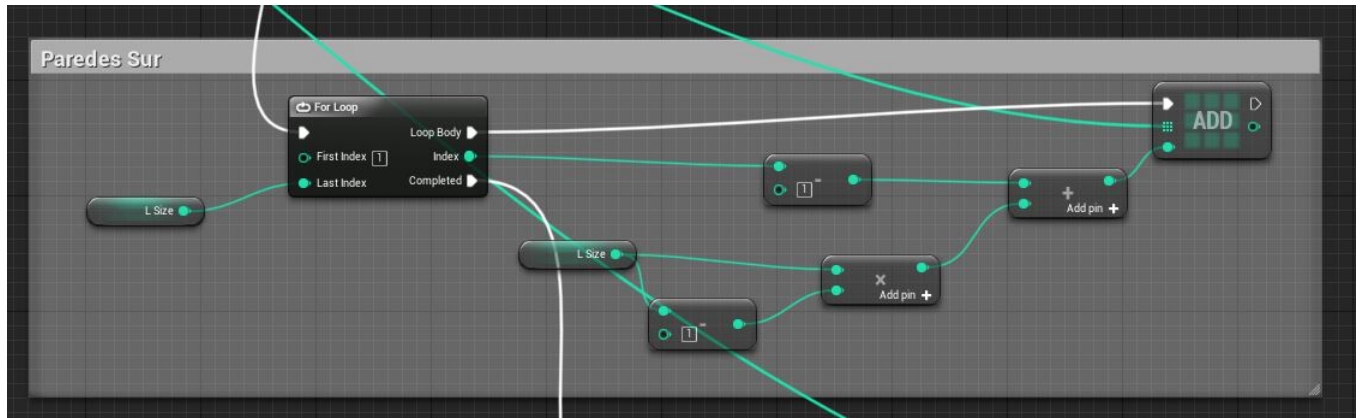 Paredes Sur
For Loop
Loop Body
First Index 1
Index
Last Index
Completed
L Size
L Size
1 -
1 -
×
Add pin +
+
Add pin +
ADD